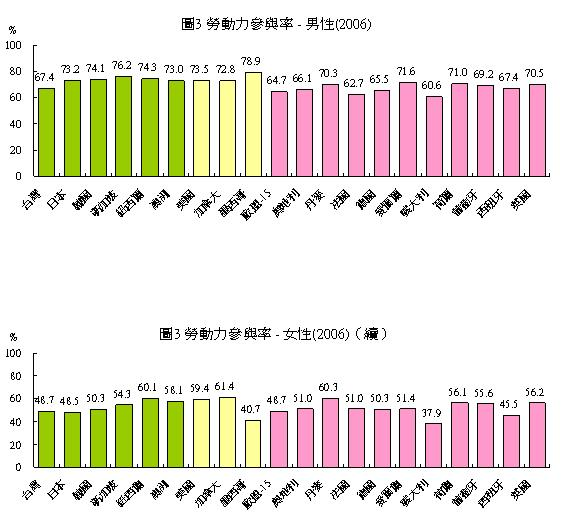 圖3 勞動力參與率 - 男性(2006)
%
100
80
60
40
20
0
67.4 73.2 74.1 76.2 74.3 73.0 73.5 72.8 78.9 64.7 66.1 70.3 62.7 65.5 71.6 60.6 71.0 69.2 67.4 70.5
台灣 日本 韓國 新加坡 紐西蘭 澳洲 美國 加拿大 墨西哥 歐盟-15 奧地利 丹麥 法國 德國 愛爾蘭 義大利 荷蘭 葡萄牙 西班牙 英國
圖3 勞動力參與率 - 女性(2006)（續）
%
100
80
60
40
20
0
48.7 48.5 50.3 54.3 60.1 58.1 59.4 61.4 40.7 48.7 51.0 60.3 51.0 50.3 51.4 37.9 56.1 55.6 45.5 56.2
台灣 日本 韓國 新加坡 紐西蘭 澳洲 美國 加拿大 墨西哥 歐盟-15 奧地利 丹麥 法國 德國 愛爾蘭 義大利 荷蘭 葡萄牙 西班牙 英國